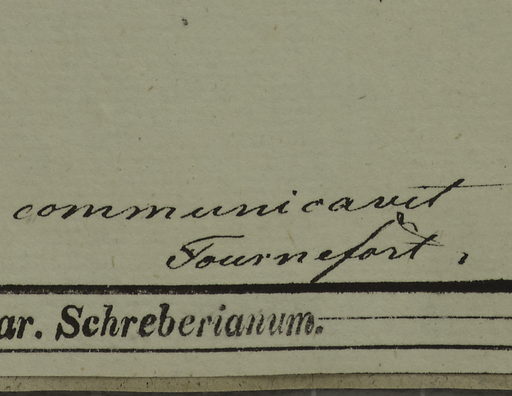 communicavit
Tournefort.
ar. Schreberianum.